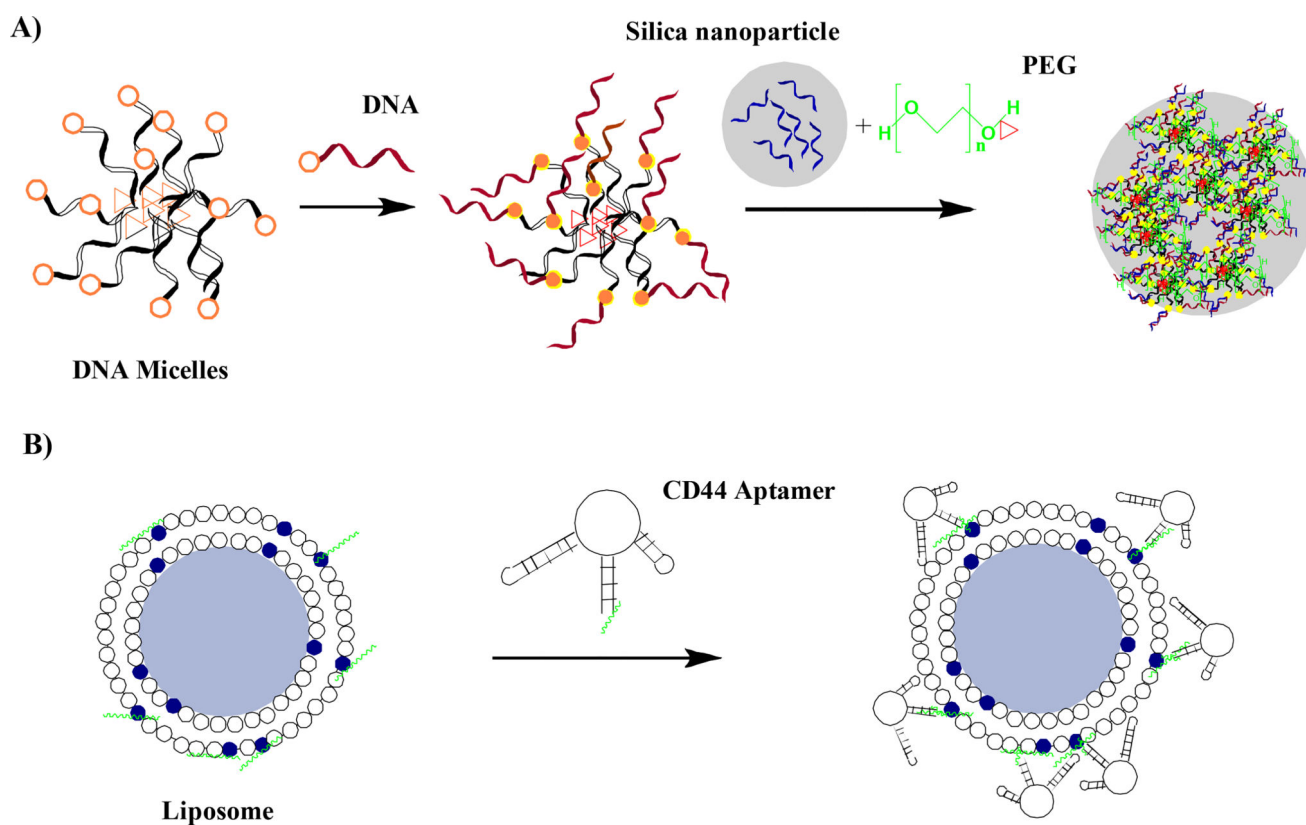 A)
Silica nanoparticle
DNA
PEG
H
O
+
H
O
n
DNA Micelles
B)
CD44 Aptamer
Liposome